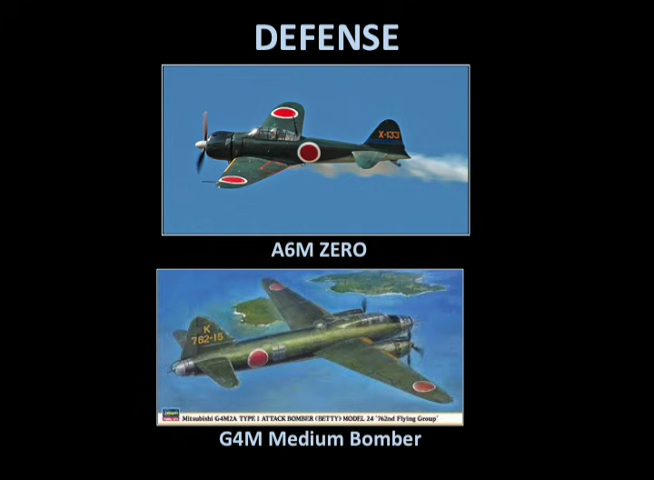 DEFENSE
X-133
A6M ZERO
K
762-15
Hasegawa
Mitsubishi G4M2A TYPE 1 ATTACK BOMBER (BETTY) MODEL 24 "762nd Flying Group"
G4M Medium Bomber